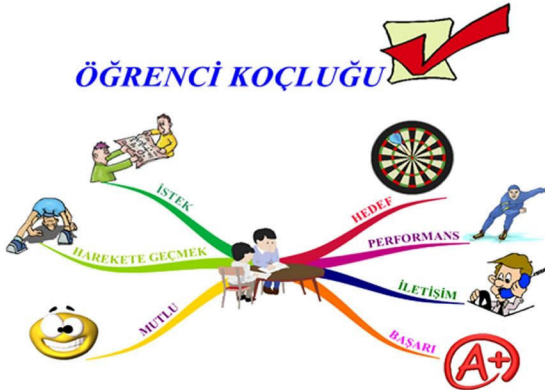 ÖĞRENCİ KOÇLUĞU
İSTEK
HAREKETE GEÇMEK
MUTLU
HEDEF
PERFORMANS
İLETİŞİM
BAŞARI
A+